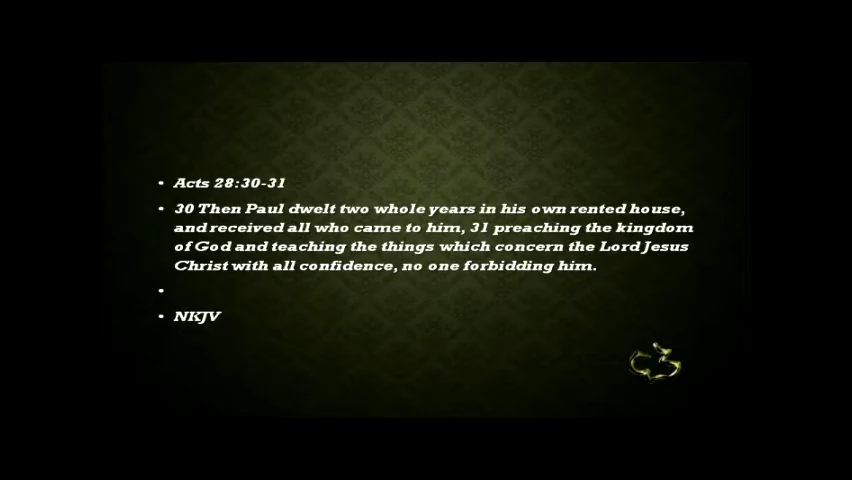 • Acts 28:30-31
• 30 Then Paul dwelt two whole years in his own rented house,
and received all who came to him, 31 preaching the kingdom
of God and teaching the things which concern the Lord Jesus
Christ with all confidence, no one forbidding him.
•
• NKJV